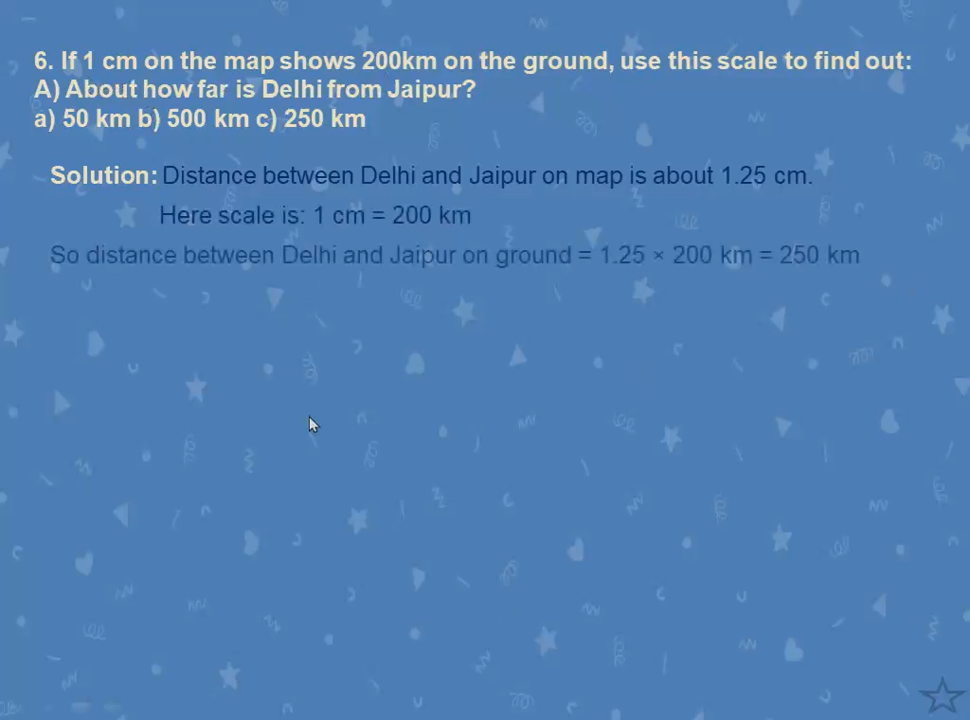 6. If 1 cm on the map shows 200km on the ground, use this scale to find out:
A) About how far is Delhi from Jaipur?
a) 50 km b) 500 km c) 250 km
Solution: Distance between Delhi and Jaipur on map is about 1.25 cm.
Here scale is: 1 cm = 200 km
So distance between Delhi and Jaipur on ground = 1.25 × 200 km = 250 km